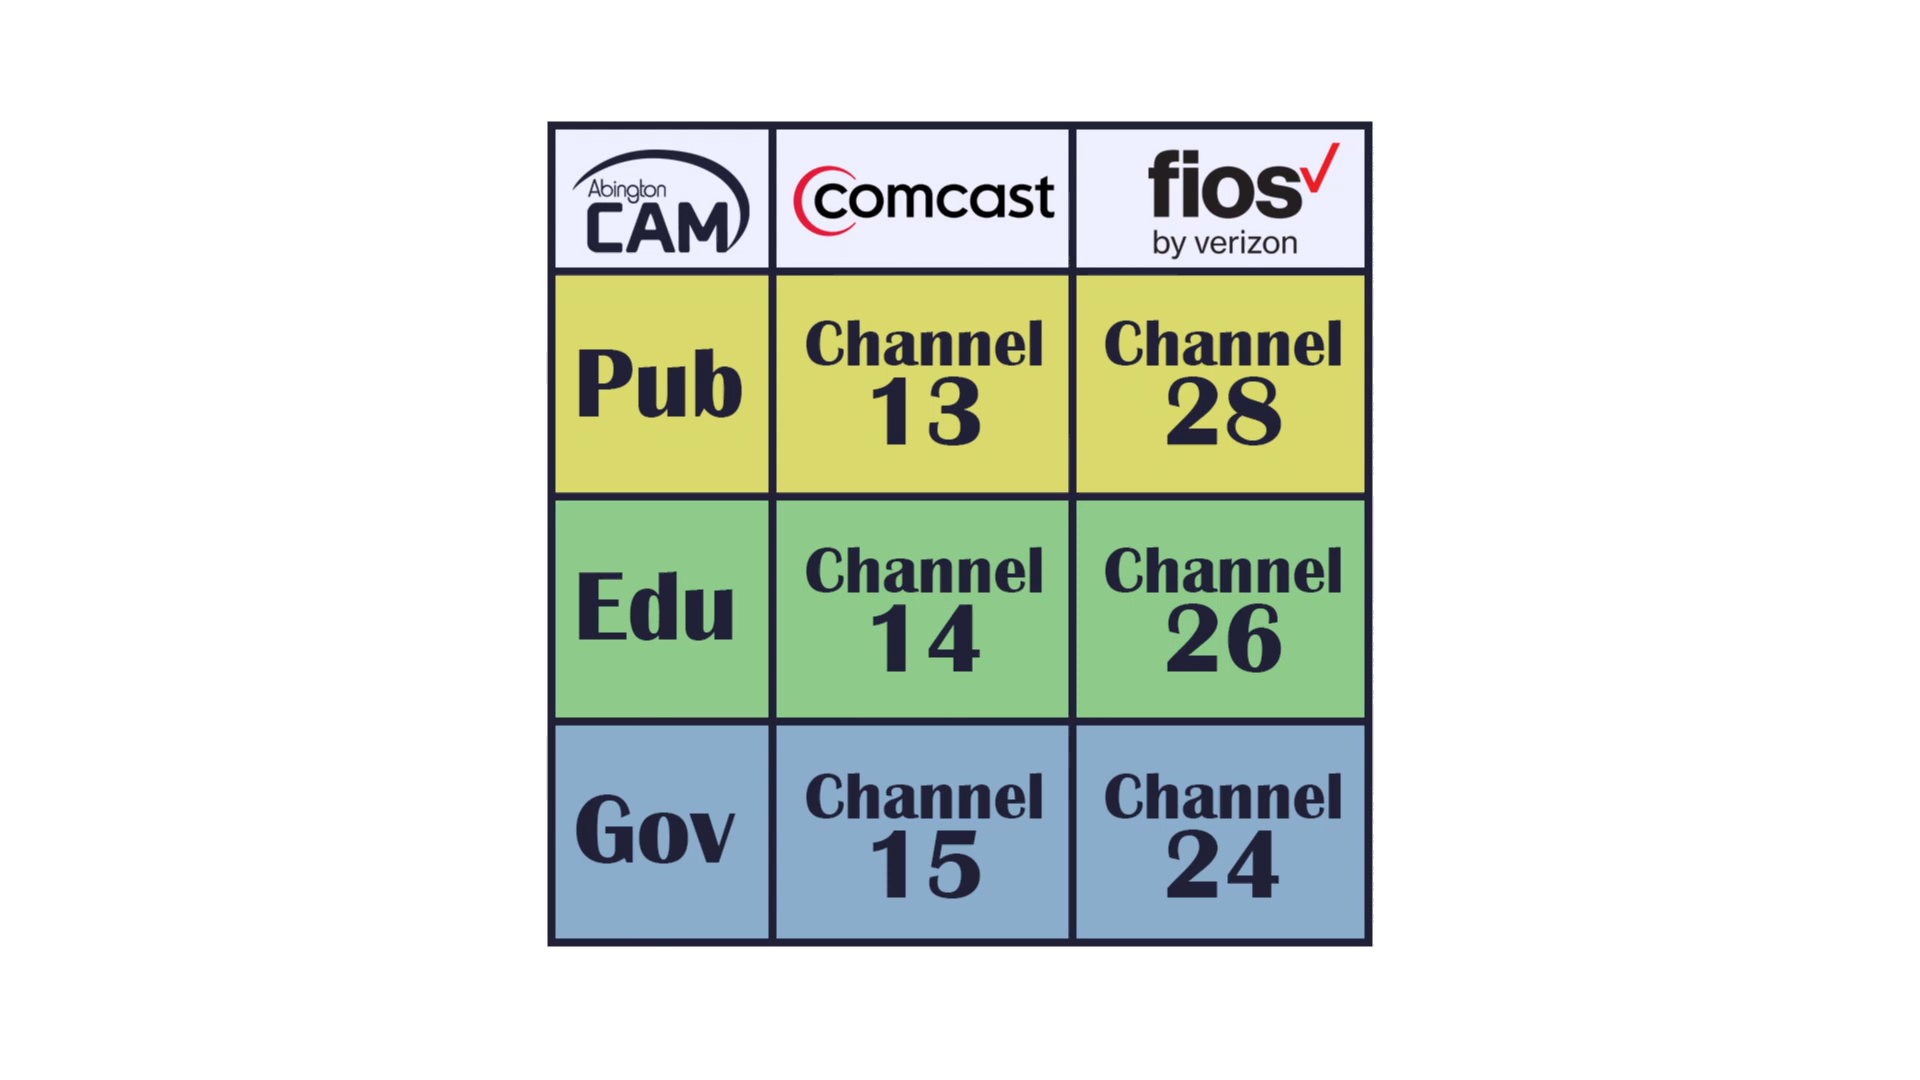 Abington
CAM
comcast
fios
by verizon
Pub
Channel
13
Channel
28
Edu
Channel
14
Channel
26
Gov
Channel
15
Channel
24